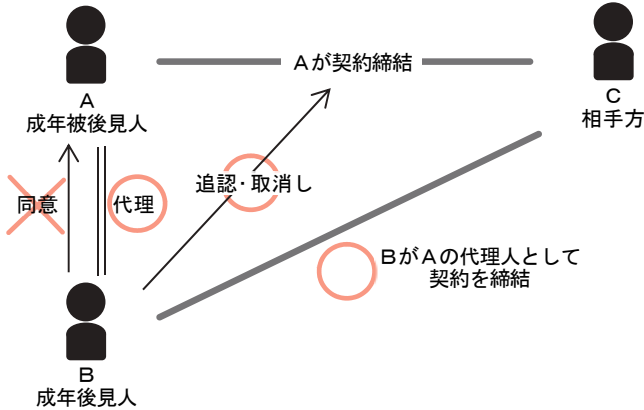 A
成年被後見人
Aが契約締結
C
相手方
同意
代理
追認・取消し
BがAの代理人として
契約を締結
B
成年後見人